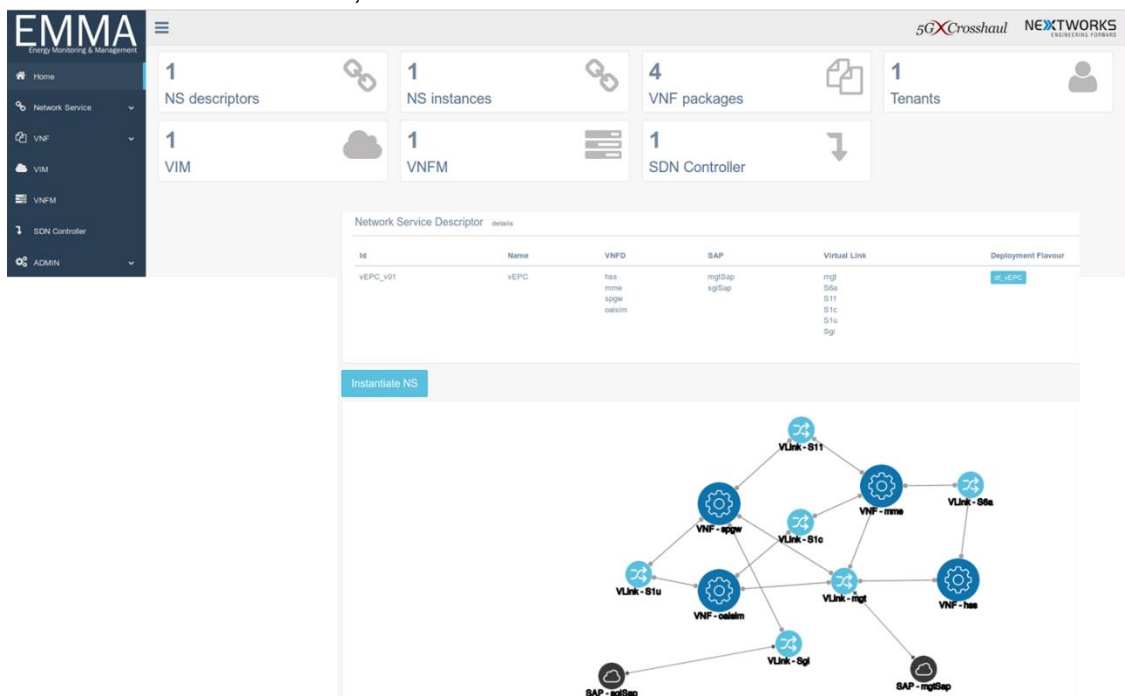 EMMA
Energy Monitoring & Management
5GXCrosshaul
NEXTWORKS
ENGINEERING FORWARD
Home
Network Service
VNF
VIM
VNFM
SDN Controller
ADMIN
1
NS descriptors
1
NS instances
4
VNF packages
1
Tenants
1
VIM
1
VNFM
1
SDN Controller
Network Service Descriptor details
Id Name VNFD SAP Virtual Link Deployment Flavour
vEPC_v01 vEPC hss mgtSap mgt df_vEPC
mme sgiSap S6a
spgw S11
oaisim S1c
S1u
Sgi
Instantiate NS
VLink - S11
VNF - mme
VLink - S6a
VNF - spgw
VLink - S1c
VLink - S1u
VNF - oaisim
VLink - mgt
VNF - hss
VLink - Sgi
SAP - sgiSap
SAP - mgtSap